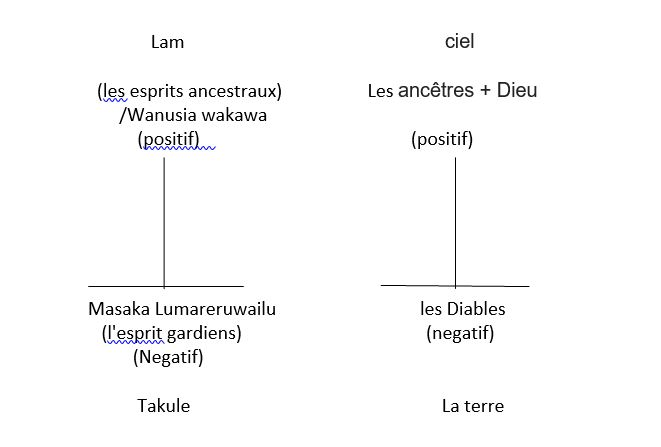 Lam
(les esprits ancestraux)
/Wanusia wakawa
(positif)
Masaka Lumareruwailu
(l'esprit gardiens)
(Negatif)
Takule
ciel
Les ancêtres + Dieu
(positif)
les Diables
(negatif)
La terre